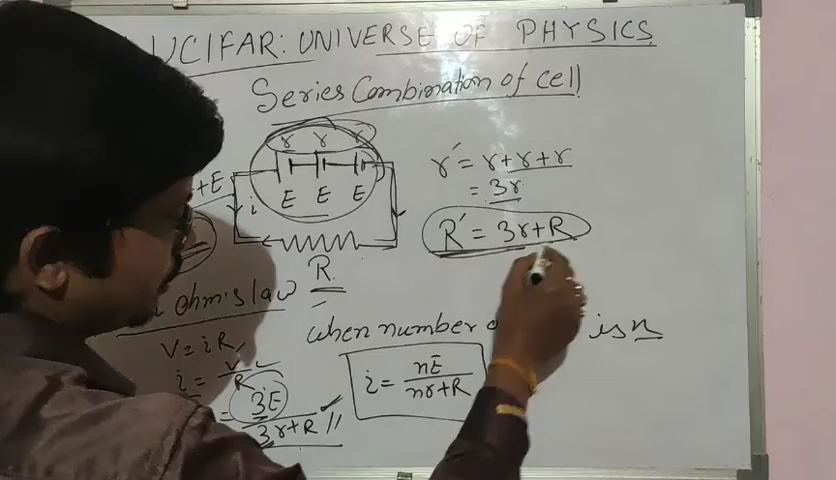 UCIFAR: UNIVERSE OF PHYSICS
Series Combination of cell
r r r
E E E
+E
i
R
r' = r+r+r
= 3r
R' = 3r+R
ohm's law
V = iR
i = V/R
= 3E/3r+R //
when number is n
i = nE/nr+R